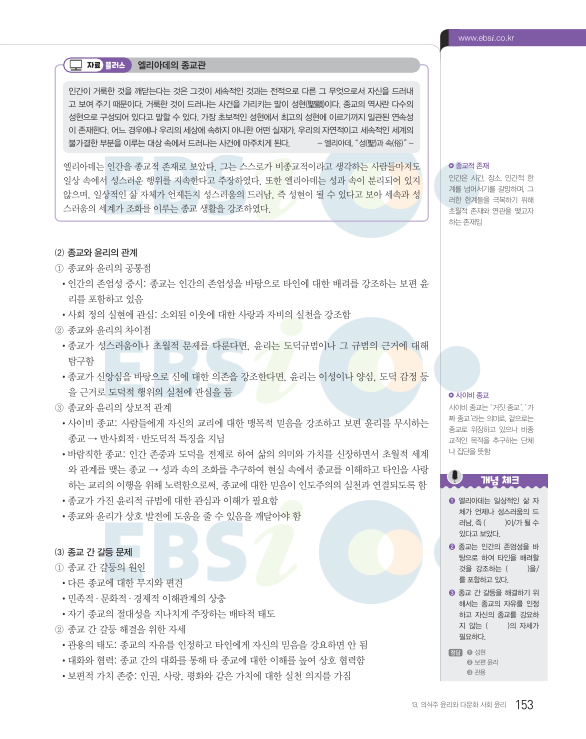 www.ebsi.co.kr
자료 플러스 엘리아데의 종교관
인간이 거룩한 것을 깨닫는다는 것은 그것이 세속적인 것과는 전적으로 다른 그 무엇으로서 자신을 드러내
고 보여 주기 때문이다. 거룩한 것이 드러나는 사건을 가리키는 말이 성현(聖顯)이다. 종교의 역사란 다수의
성현으로 구성되어 있다고 말할 수 있다. 가장 초보적인 성현에서 최고의 성현에 이르기까지 일관된 연속성
이 존재한다. 어느 경우에나 우리의 세상에 속하지 아니한 어떤 실재가, 우리의 자연적이고 세속적인 세계의
불가결한 부분을 이루는 대상 속에서 드러나는 사건에 마주치게 된다. - 엘리아데, "성(聖)과 속(俗)" -
엘리아데는 인간을 종교적 존재로 보았다. 그는 스스로가 비종교적이라고 생각하는 사람들마저도
일상 속에서 성스러운 행위를 지속한다고 주장하였다. 또한 엘리아데는 성과 속이 분리되어 있지
않으며, 일상적인 삶 자체가 언제든지 성스러움의 드러남, 즉 성현이 될 수 있다고 보아 세속과 성
스러움의 세계가 조화를 이루는 종교 생활을 강조하였다.
종교적 존재
인간은 시간, 장소, 인간적 한
계를 넘어서기를 갈망하며, 그
러한 한계들을 극복하기 위해
초월적 존재와 연관을 맺고자
하는 존재임
(2) 종교와 윤리의 관계
① 종교와 윤리의 공통점
• 인간의 존엄성 중시: 종교는 인간의 존엄성을 바탕으로 타인에 대한 배려를 강조하는 보편 윤
리를 포함하고 있음
• 사회 정의 실현에 관심: 소외된 이웃에 대한 사랑과 자비의 실천을 강조함
② 종교와 윤리의 차이점
• 종교가 성스러움이나 초월적 문제를 다룬다면, 윤리는 도덕규범이나 그 규범의 근거에 대해
탐구함
• 종교가 신앙심을 바탕으로 신에 대한 의존을 강조한다면, 윤리는 이성이나 양심, 도덕 감정 등
을 근거로 도덕적 행위의 실천에 관심을 둠
③ 종교와 윤리의 상보적 관계
• 사이비 종교: 사람들에게 자신의 교리에 대한 맹목적 믿음을 강조하고 보편 윤리를 무시하는
종교 → 반사회적·반도덕적 특징을 지님
• 바람직한 종교: 인간 존중과 도덕을 전제로 하여 삶의 의미와 가치를 신장하면서 초월적 세계
와 관계를 맺는 종교 → 성과 속의 조화를 추구하여 현실 속에서 종교를 이해하고 타인을 사랑
하는 교리의 이행을 위해 노력함으로써, 종교에 대한 믿음이 인도주의의 실천과 연결되도록 함
• 종교가 가진 윤리적 규범에 대한 관심과 이해가 필요함
• 종교와 윤리가 상호 발전에 도움을 줄 수 있음을 깨달아야 함
사이비 종교
사이비 종교는 '거짓 종교', '가
짜 종교'라는 의미로, 겉으로는
종교로 위장하고 있으나 비종
교적인 목적을 추구하는 단체
나 집단을 뜻함
(3) 종교 간 갈등 문제
① 종교 간 갈등의 원인
• 다른 종교에 대한 무지와 편견
• 민족적·문화적·경제적 이해관계의 상충
• 자기 종교의 절대성을 지나치게 주장하는 배타적 태도
② 종교 간 갈등 해결을 위한 자세
• 관용의 태도: 종교의 자유를 인정하고 타인에게 자신의 믿음을 강요하면 안 됨
• 대화와 협력: 종교 간의 대화를 통해 타 종교에 대한 이해를 높여 상호 협력함
• 보편적 가치 존중: 인권, 사랑, 평화와 같은 가치에 대한 실천 의지를 가짐
개념 체크
❶ 엘리아데는 일상적인 삶 자
체가 언제나 성스러움의 드
러남, 즉 ( )이/가 될 수
있다고 보았다.
❷ 종교는 인간의 존엄성을 바
탕으로 하여 타인을 배려할
것을 강조하는 ( )을/
를 포함하고 있다.
❸ 종교 간 갈등을 해결하기 위
해서는 종교의 자유를 인정
하고 자신의 종교를 강요하
지 않는 ( )의 자세가
필요하다.
정답 ❶ 성현
❷ 보편 윤리
❸ 관용
13. 의식주 윤리와 다문화 사회 윤리 153
EBSi
EBSi
EBSi